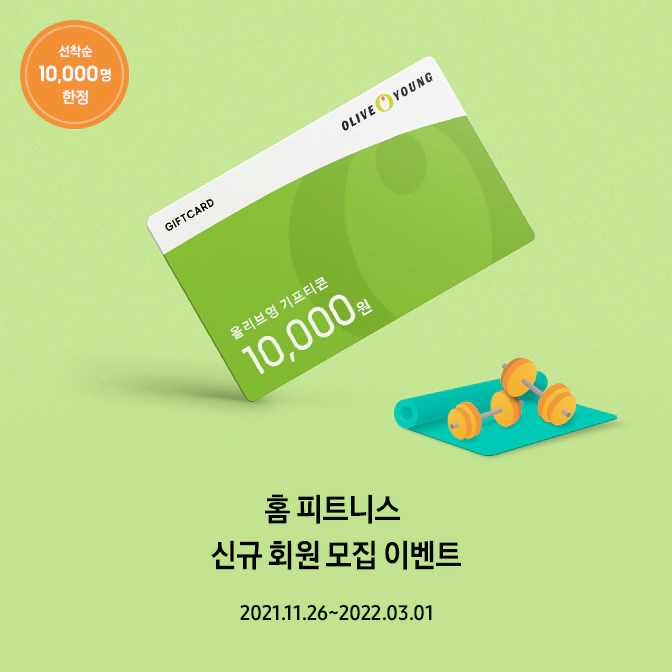 선착순
10,000명
한정
OLIVE YOUNG
GIFTCARD
올리브영 기프티콘
10,000원
홈 피트니스
신규 회원 모집 이벤트
2021.11.26~2022.03.01